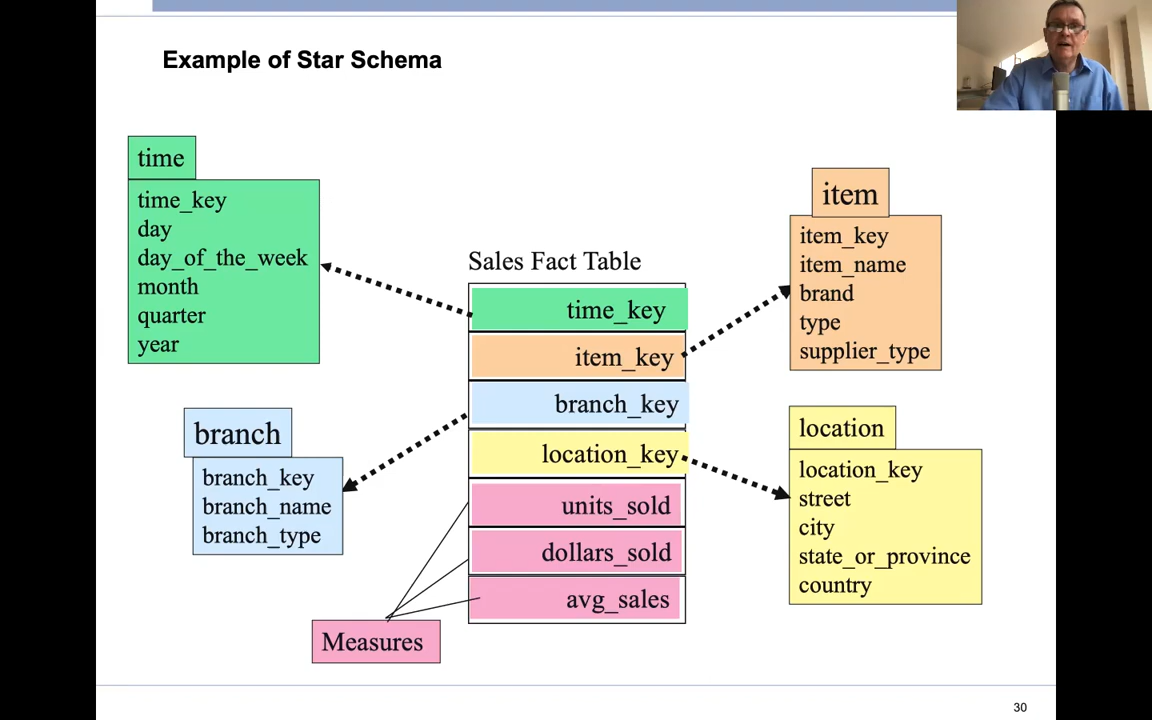 Example of Star Schema
time
time_key
day
day_of_the_week
month
quarter
year
branch
branch_key
branch_name
branch_type
Sales Fact Table
time_key
item_key
branch_key
location_key
units_sold
dollars_sold
avg_sales
Measures
item
item_key
item_name
brand
type
supplier_type
location
location_key
street
city
state_or_province
country
30